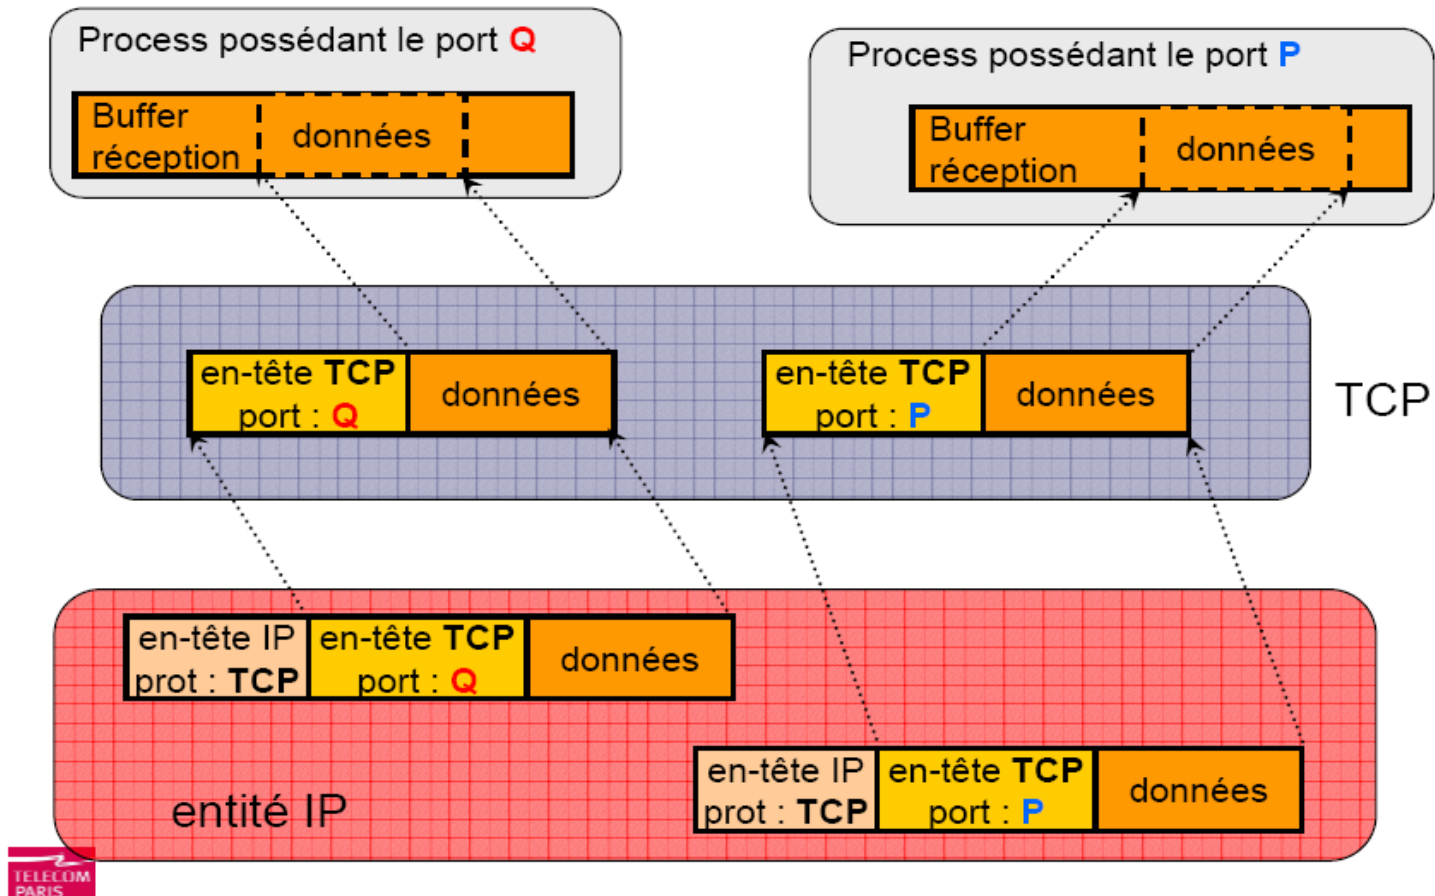 Process possédant le port Q
Buffer
réception
données
Process possédant le port P
Buffer
réception
données
en-tête TCP
port : Q
données
en-tête TCP
port : P
données
TCP
en-tête IP
prot : TCP
en-tête TCP
port : Q
données
en-tête IP
prot : TCP
en-tête TCP
port : P
données
entité IP
TELECOM
PARIS